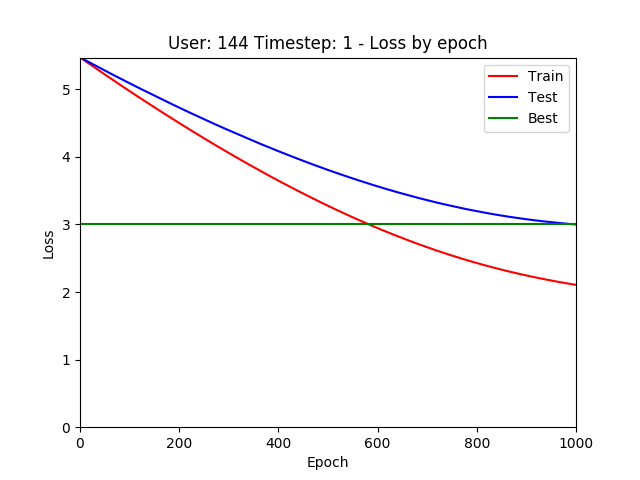 User: 144 Timestep: 1 - Loss by epoch
Train
Test
Best
5
4
3
2
1
0
Loss
0 200 400 600 800 1000
Epoch